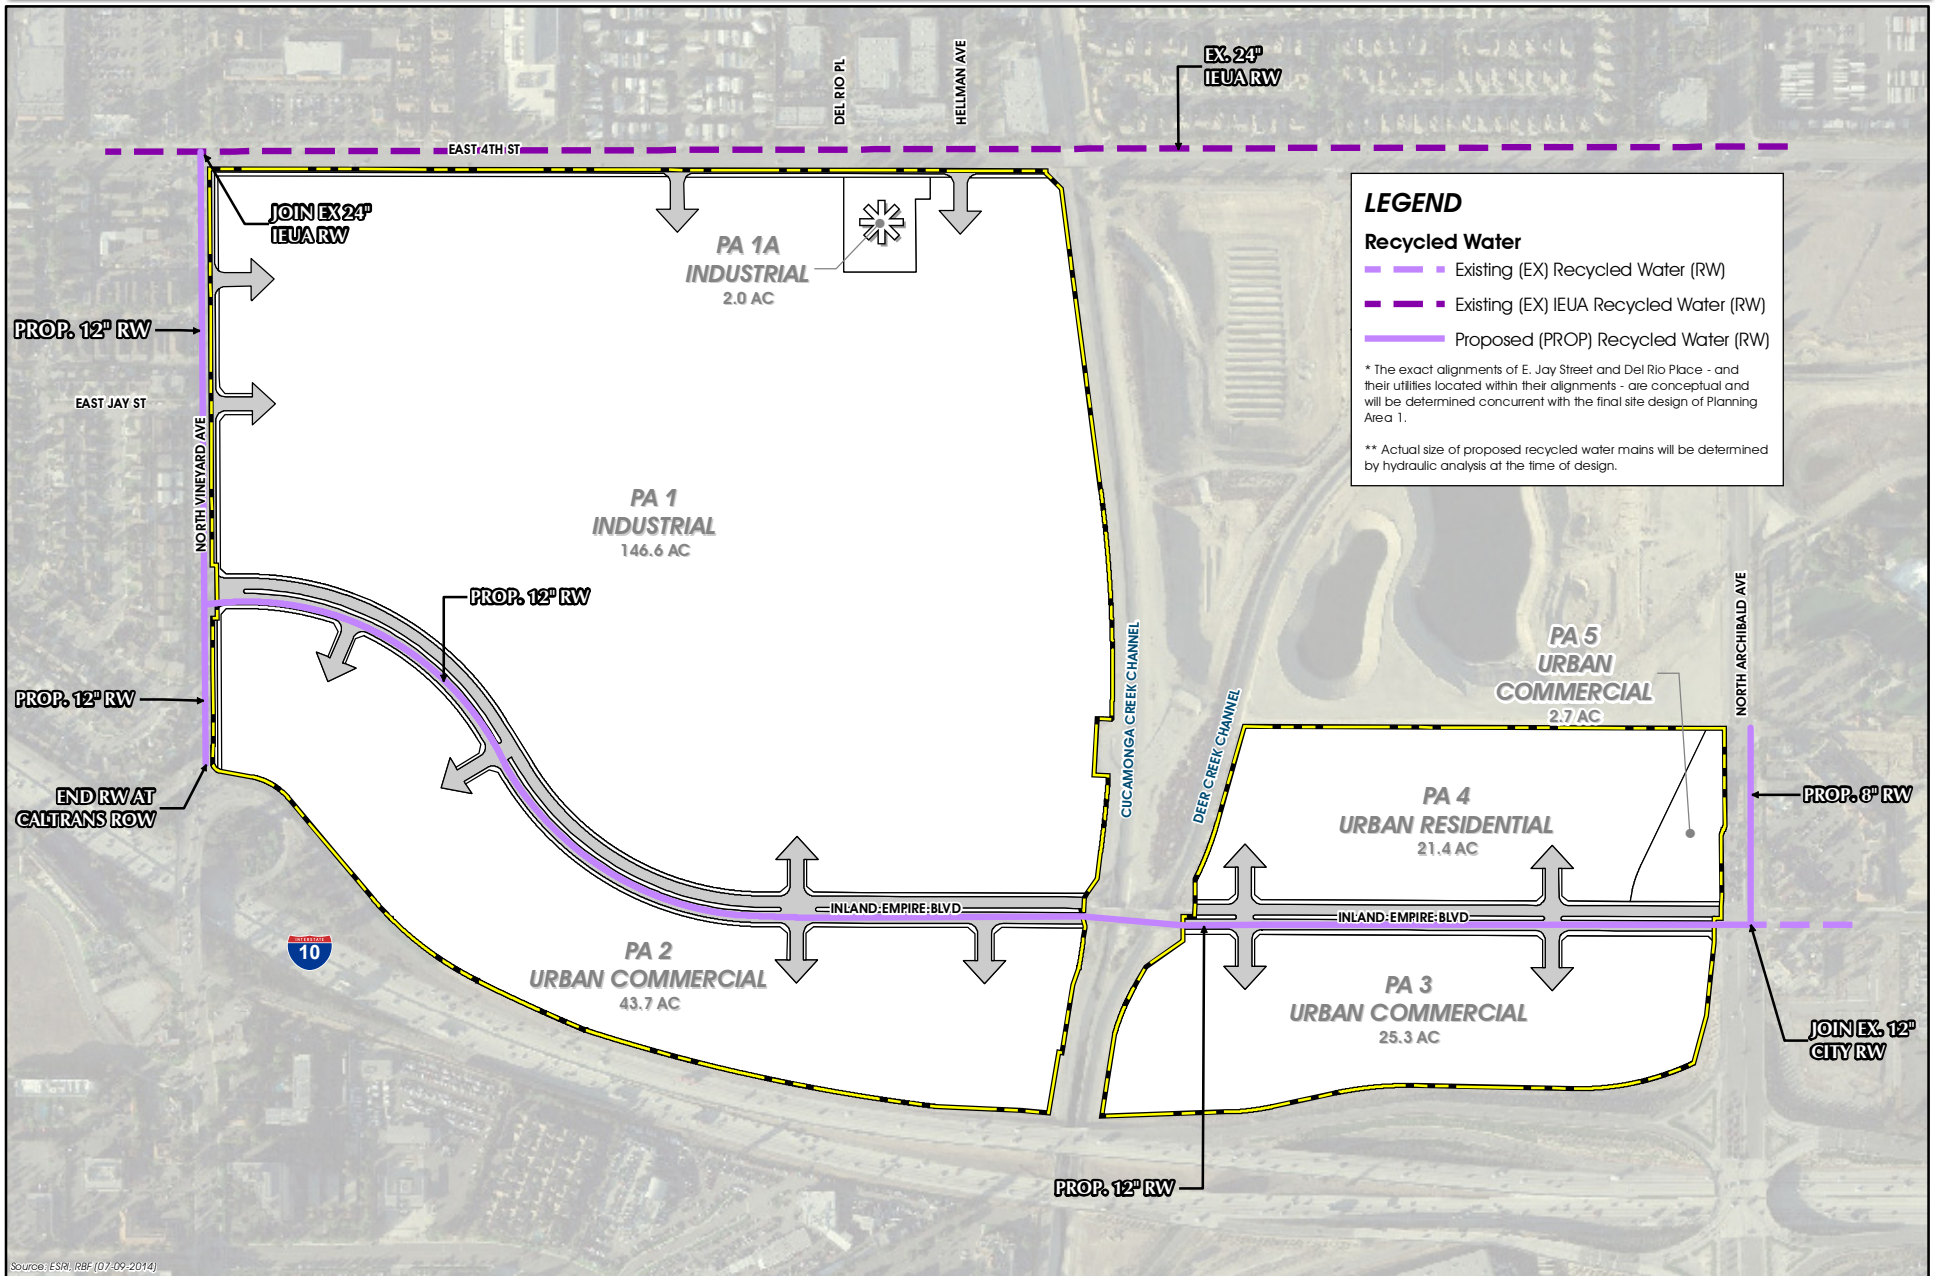 DEL RIO PL
HELLMAN AVE
EX. 24"
IEUA RW
EAST 4TH ST
JOIN EX 24"
IEUA RW
PA 1A
INDUSTRIAL
2.0 AC
PROP. 12" RW
EAST JAY ST
NORTH VINEYARD AVE
PA 1
INDUSTRIAL
146.6 AC
PROP. 12" RW
PROP. 12" RW
END RW AT
CALTRANS ROW
INTERSTATE
10
PA 2
URBAN COMMERCIAL
43.7 AC
INLAND EMPIRE BLVD
CUCAMONGA CREEK CHANNEL
DEER CREEK CHANNEL
LEGEND
Recycled Water
Existing (EX) Recycled Water (RW)
Existing (EX) IEUA Recycled Water (RW)
Proposed (PROP) Recycled Water (RW)
* The exact alignments of E. Jay Street and Del Rio Place - and
their utilities located within their alignments - are conceptual and
will be determined concurrent with the final site design of Planning
Area 1.
** Actual size of proposed recycled water mains will be determined
by hydraulic analysis at the time of design.
PA 5
URBAN
COMMERCIAL
2.7 AC
NORTH ARCHIBALD AVE
PA 4
URBAN RESIDENTIAL
21.4 AC
PROP. 8" RW
INLAND EMPIRE BLVD
PA 3
URBAN COMMERCIAL
25.3 AC
JOIN EX. 12"
CITY RW
PROP. 12" RW
Source: ESRI, RBF (07-09-2014)